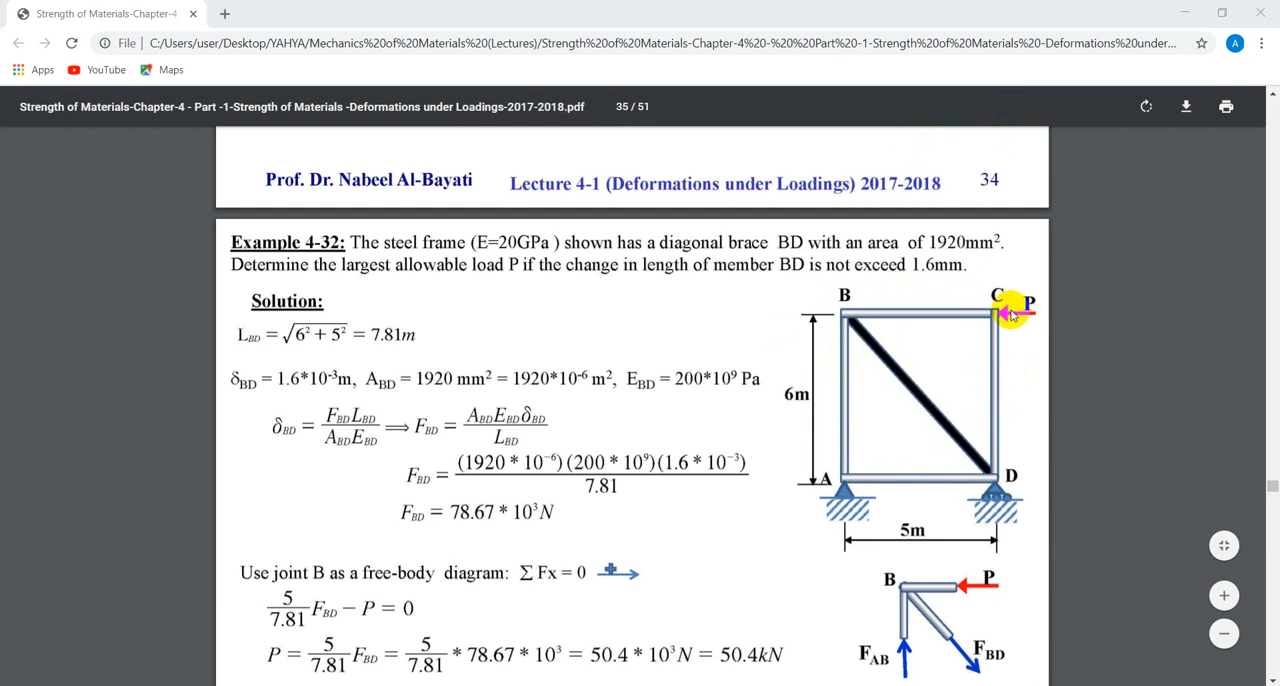 Strength of Materials-Chapter-4
File | C:/Users/user/Desktop/YAHYA/Mechanics%20of%20Materials%20(Lectures)/Strength%20of%20Materials-Chapter-4%20-%20%20Part%20-1-Strength%20of%20Materials%20-Deformations%20under...
A
Apps YouTube Maps
Strength of Materials-Chapter-4 - Part -1-Strength of Materials -Deformations under Loadings-2017-2018.pdf 35 / 51
Prof. Dr. Nabeel Al-Bayati Lecture 4-1 (Deformations under Loadings) 2017-2018 34
Example 4-32: The steel frame (E=20GPa ) shown has a diagonal brace BD with an area of 1920mm².
Determine the largest allowable load P if the change in length of member BD is not exceed 1.6mm.
Solution:
L_BD = √(6² + 5²) = 7.81m
δ_BD = 1.6*10⁻³m, A_BD = 1920 mm² = 1920*10⁻⁶ m², E_BD = 200*10⁹ Pa
δ_BD = F_BD L_BD / A_BD E_BD ⟹ F_BD = A_BD E_BD δ_BD / L_BD
F_BD = (1920 * 10⁻⁶)(200 * 10⁹)(1.6 * 10⁻³) / 7.81
F_BD = 78.67 * 10³ N
Use joint B as a free-body diagram: ∑ Fx = 0 +→
5/7.81 F_BD − P = 0
P = 5/7.81 F_BD = 5/7.81 * 78.67 * 10³ = 50.4 * 10³ N = 50.4kN
B C P
6m
A D
5m
B P
F_AB F_BD